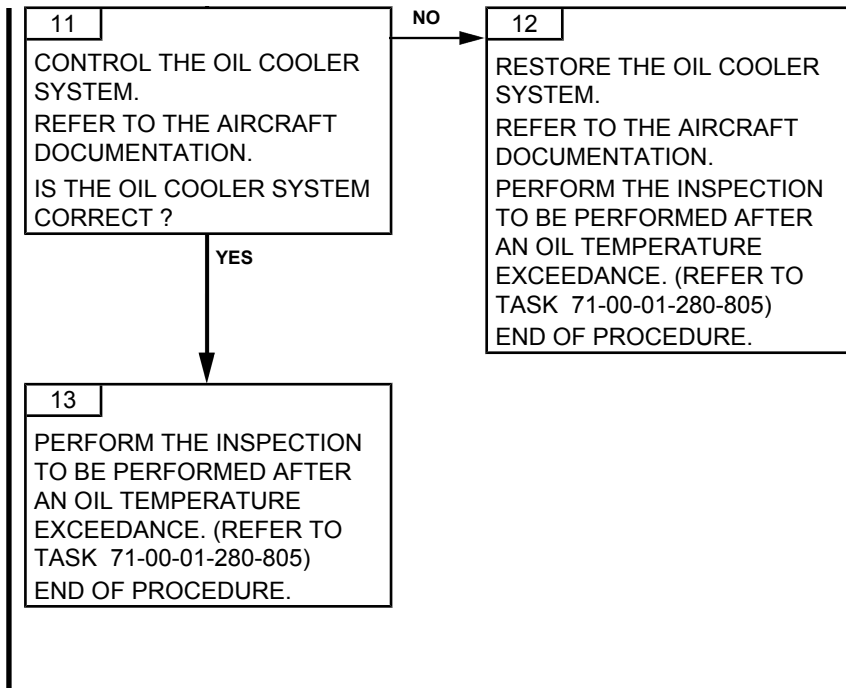 11
CONTROL THE OIL COOLER
SYSTEM.
REFER TO THE AIRCRAFT
DOCUMENTATION.
IS THE OIL COOLER SYSTEM
CORRECT ?
NO
12
RESTORE THE OIL COOLER
SYSTEM.
REFER TO THE AIRCRAFT
DOCUMENTATION.
PERFORM THE INSPECTION
TO BE PERFORMED AFTER
AN OIL TEMPERATURE
EXCEEDANCE. (REFER TO
TASK 71-00-01-280-805)
END OF PROCEDURE.
YES
13
PERFORM THE INSPECTION
TO BE PERFORMED AFTER
AN OIL TEMPERATURE
EXCEEDANCE. (REFER TO
TASK 71-00-01-280-805)
END OF PROCEDURE.